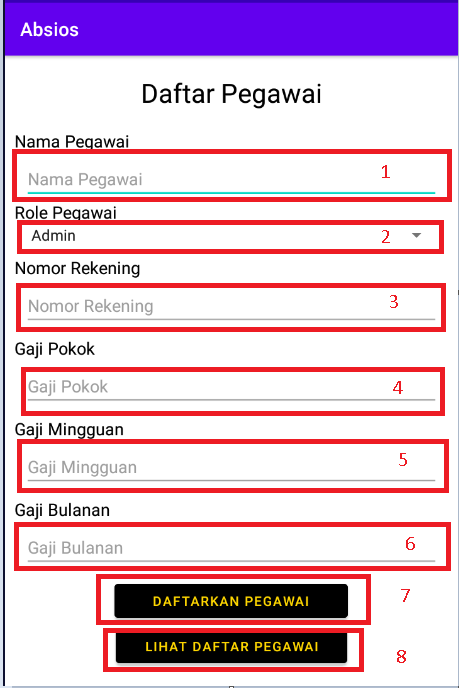 Absios
Daftar Pegawai
Nama Pegawai
Nama Pegawai 1
Role Pegawai
Admin 2
Nomor Rekening
Nomor Rekening 3
Gaji Pokok
Gaji Pokok 4
Gaji Mingguan
Gaji Mingguan 5
Gaji Bulanan
Gaji Bulanan 6
DAFTARKAN PEGAWAI 7
LIHAT DAFTAR PEGAWAI 8